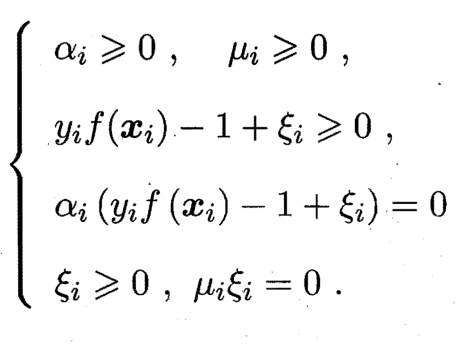 αᵢ ⩾ 0 , μᵢ ⩾ 0 ,
yᵢf(𝒙ᵢ) − 1 + ξᵢ ⩾ 0 ,
αᵢ (yᵢf (𝒙ᵢ) − 1 + ξᵢ) = 0
ξᵢ ⩾ 0 , μᵢξᵢ = 0 .